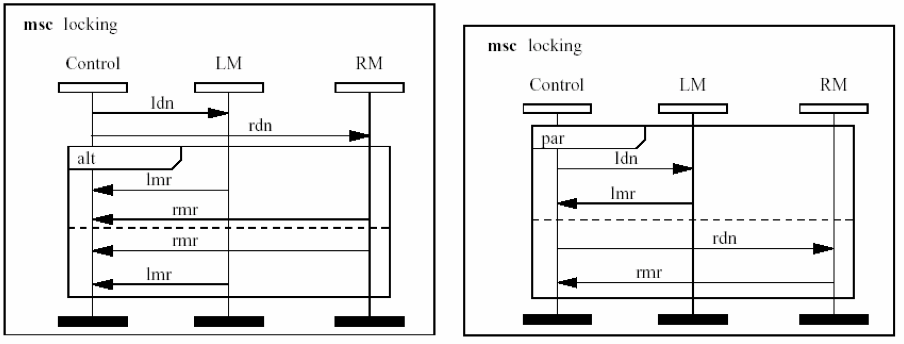 msc locking
Control LM RM
ldn
rdn
alt
lmr
rmr
rmr
lmr
msc locking
Control LM RM
par
ldn
lmr
rdn
rmr